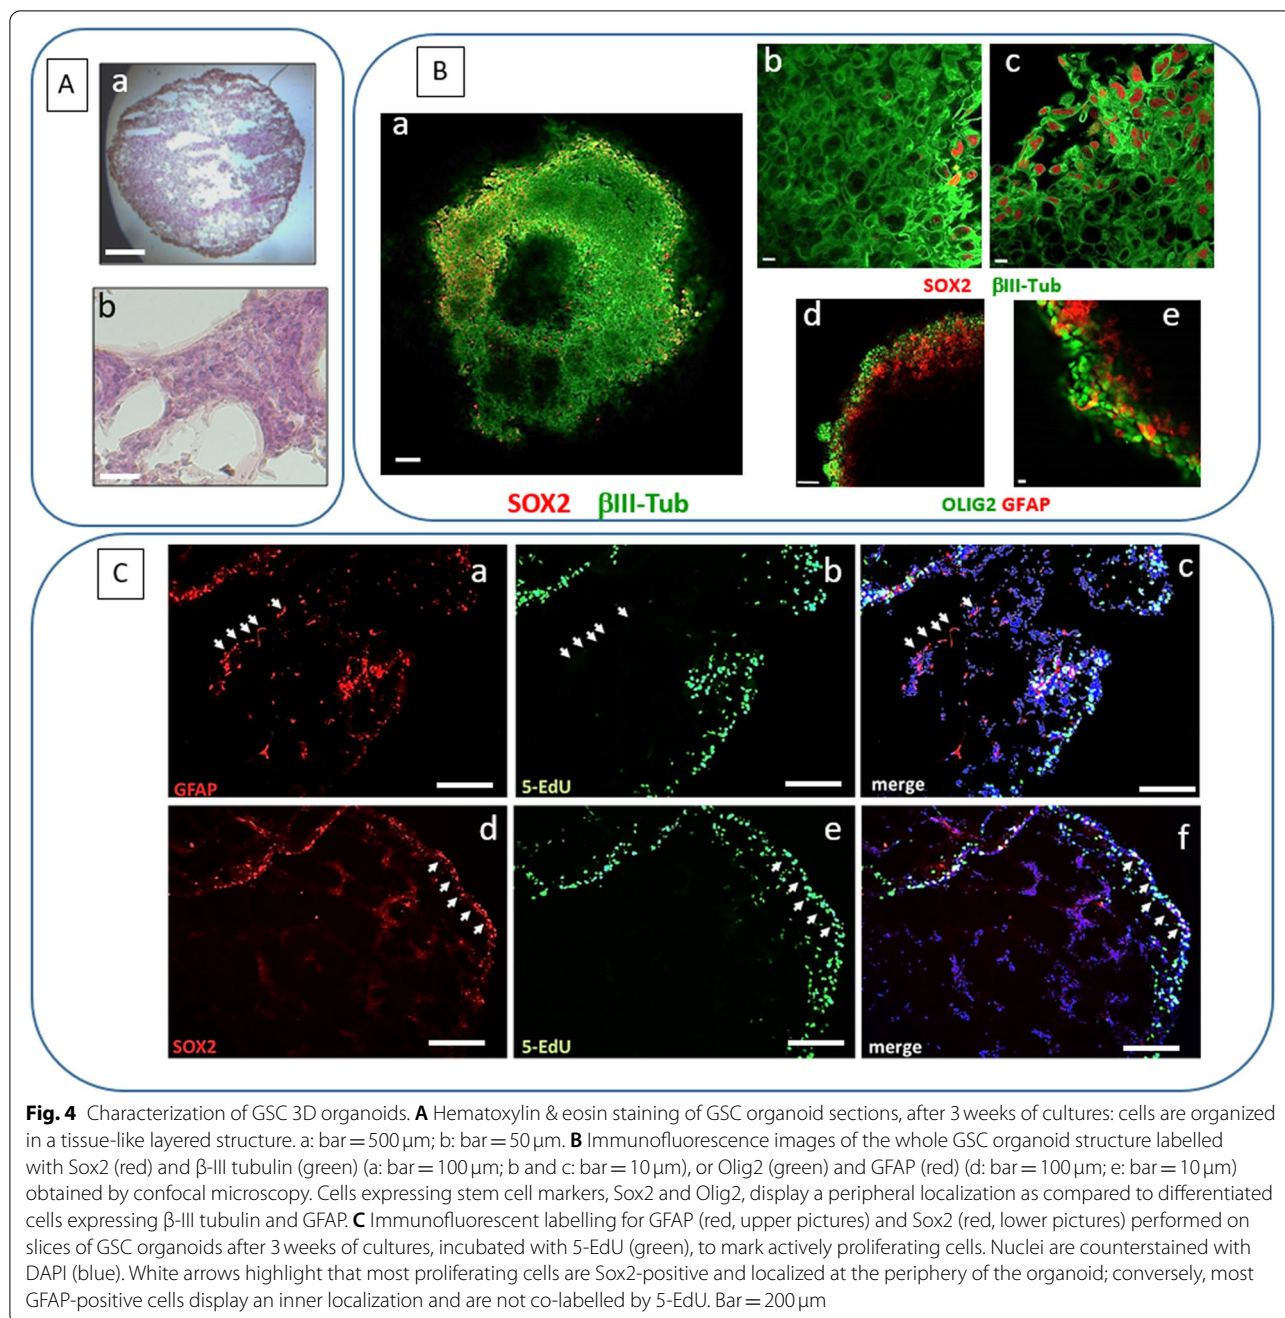 A
a
b
B
a
b
c
SOX2 βIII-Tub
d
e
SOX2 βIII-Tub
OLIG2 GFAP
C
a
b
c
GFAP
5-EdU
merge
d
e
f
SOX2
5-EdU
merge
Fig. 4 Characterization of GSC 3D organoids. A Hematoxylin & eosin staining of GSC organoid sections, after 3 weeks of cultures: cells are organized
in a tissue-like layered structure. a: bar = 500 µm; b: bar = 50 µm. B Immunofluorescence images of the whole GSC organoid structure labelled
with Sox2 (red) and β-III tubulin (green) (a: bar = 100 µm; b and c: bar = 10 µm), or Olig2 (green) and GFAP (red) (d: bar = 100 µm; e: bar = 10 µm)
obtained by confocal microscopy. Cells expressing stem cell markers, Sox2 and Olig2, display a peripheral localization as compared to differentiated
cells expressing β-III tubulin and GFAP. C Immunofluorescent labelling for GFAP (red, upper pictures) and Sox2 (red, lower pictures) performed on
slices of GSC organoids after 3 weeks of cultures, incubated with 5-EdU (green), to mark actively proliferating cells. Nuclei are counterstained with
DAPI (blue). White arrows highlight that most proliferating cells are Sox2-positive and localized at the periphery of the organoid; conversely, most
GFAP-positive cells display an inner localization and are not co-labelled by 5-EdU. Bar = 200 µm